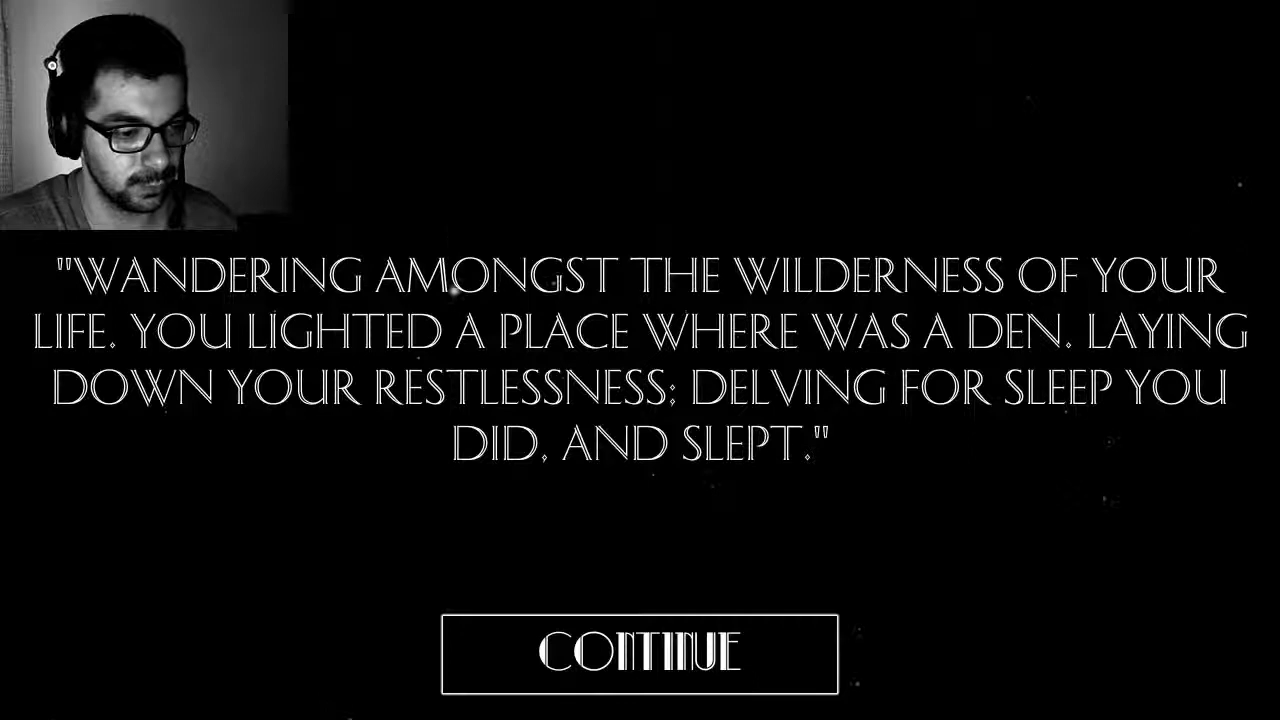 "WANDERING AMONGST THE WILDERNESS OF YOUR
LIFE. YOU LIGHTED A PLACE WHERE WAS A DEN. LAYING
DOWN YOUR RESTLESSNESS; DELVING FOR SLEEP YOU
DID, AND SLEPT."
CONTINUE